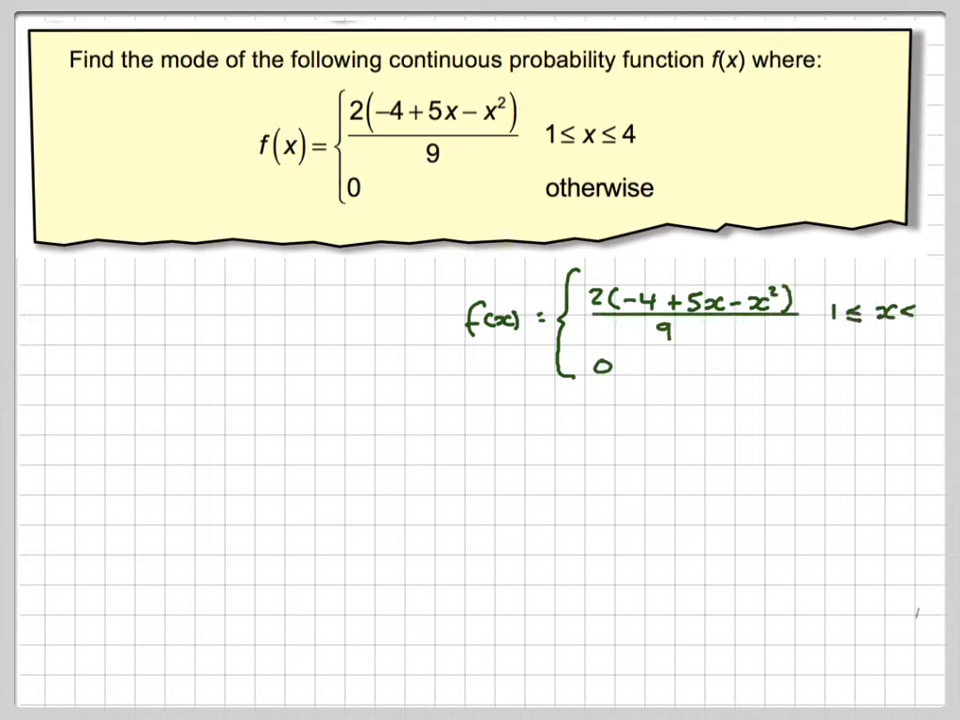 Find the mode of the following continuous probability function f(x) where:
f(x) = { 2(–4+5x–x²)/9   1 ≤ x ≤ 4
0   otherwise
f(x) = { 2(-4+5x-x²)/9   1 ≤ x <
0